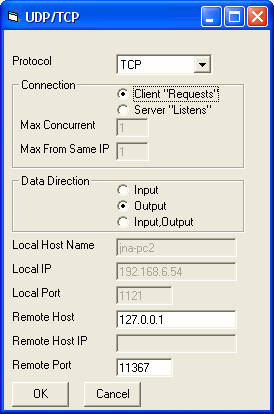 UDP/TCP
Protocol TCP
Connection
Client "Requests"
Server "Listens"
Max Concurrent 1
Max From Same IP 1
Data Direction
Input
Output
Input,Output
Local Host Name jna-pc2
Local IP 192.168.6.54
Local Port 1121
Remote Host 127.0.0.1
Remote Host IP
Remote Port 11367
OK Cancel